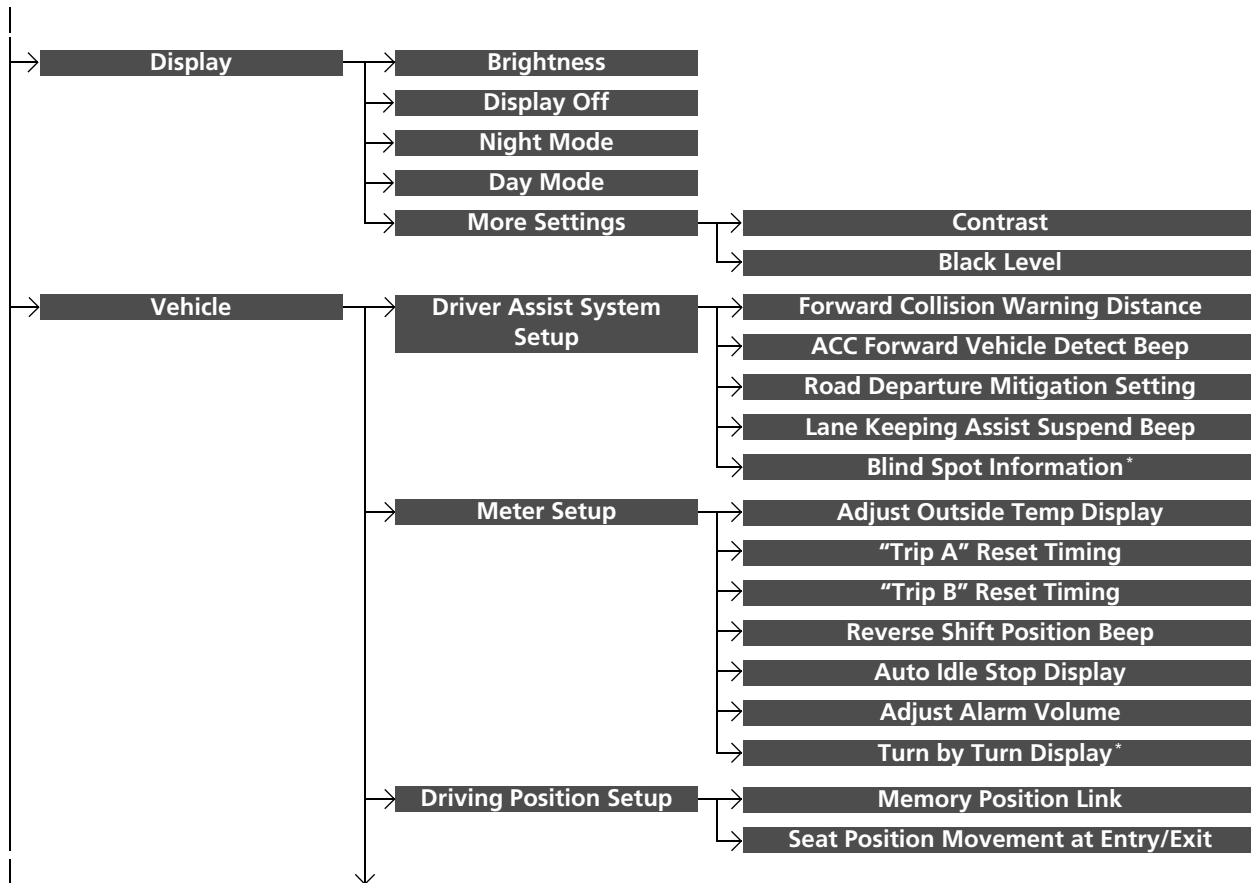 Display
Brightness
Display Off
Night Mode
Day Mode
More Settings
Contrast
Black Level
Vehicle
Driver Assist System
Setup
Forward Collision Warning Distance
ACC Forward Vehicle Detect Beep
Road Departure Mitigation Setting
Lane Keeping Assist Suspend Beep
Blind Spot Information*
Meter Setup
Adjust Outside Temp Display
“Trip A” Reset Timing
“Trip B” Reset Timing
Reverse Shift Position Beep
Auto Idle Stop Display
Adjust Alarm Volume
Turn by Turn Display*
Driving Position Setup
Memory Position Link
Seat Position Movement at Entry/Exit